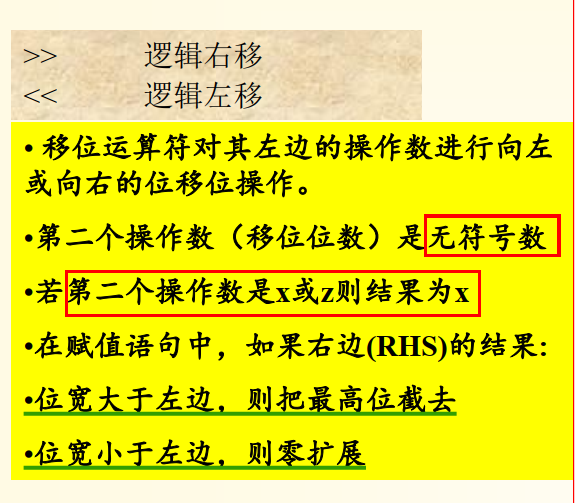 >> 逻辑右移
<< 逻辑左移
• 移位运算符对其左边的操作数进行向左
或向右的位移位操作。
•第二个操作数（移位位数）是无符号数
•若第二个操作数是x或z则结果为x
•在赋值语句中，如果右边(RHS)的结果:
•位宽大于左边，则把最高位截去
•位宽小于左边，则零扩展